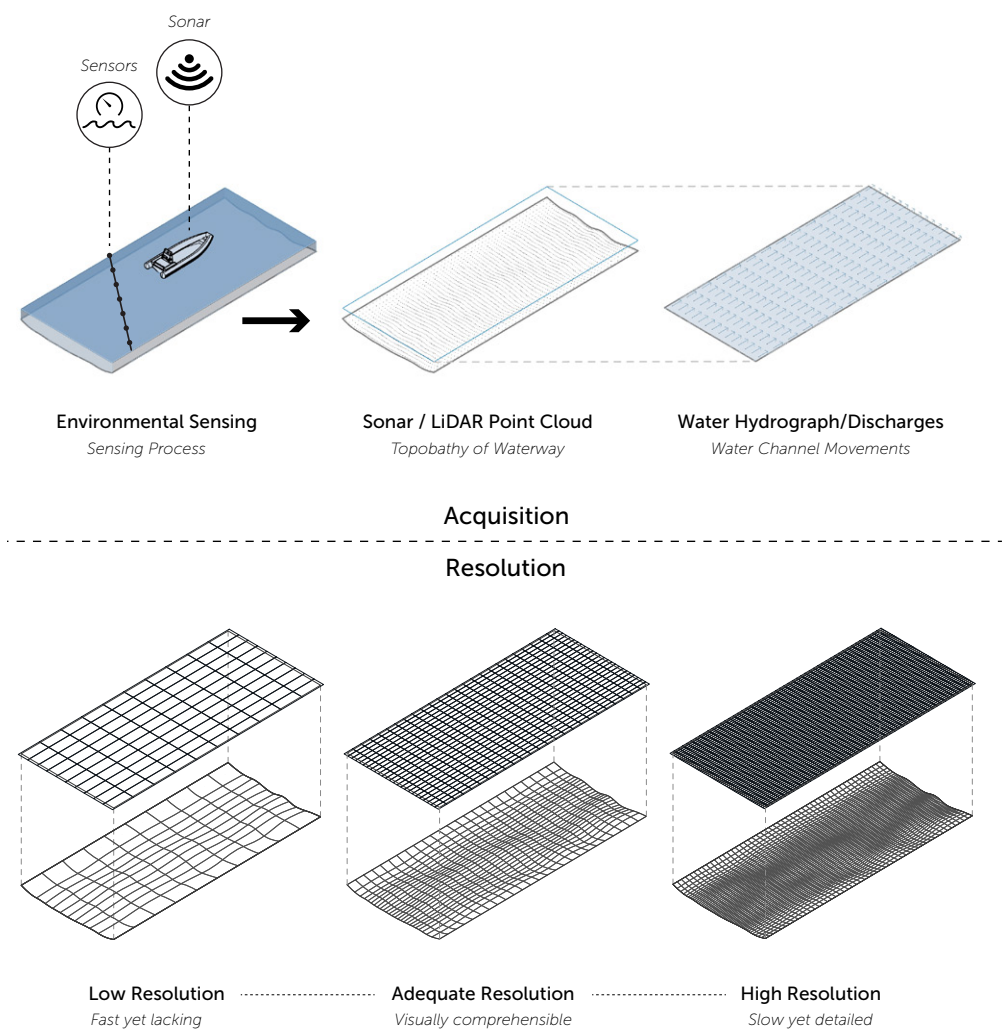 Sonar
Sensors
Environmental Sensing
Sensing Process
Sonar / LiDAR Point Cloud
Topobathy of Waterway
Water Hydrograph/Discharges
Water Channel Movements
Acquisition
Resolution
Low Resolution
Fast yet lacking
Adequate Resolution
Visually comprehensible
High Resolution
Slow yet detailed